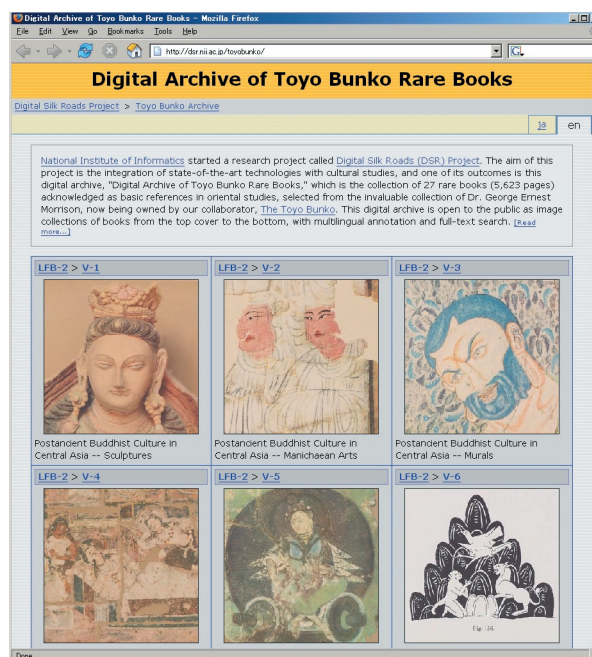 Digital Archive of Toyo Bunko Rare Books - Mozilla Firefox
File Edit View Go Bookmarks Tools Help
http://dsr.nii.ac.jp/toyobunko/
G
Digital Archive of Toyo Bunko Rare Books
Digital Silk Roads Project > Toyo Bunko Archive
ja en
National Institute of Informatics started a research project called Digital Silk Roads (DSR) Project. The aim of this
project is the integration of state-of-the-art technologies with cultural studies, and one of its outcomes is this
digital archive, "Digital Archive of Toyo Bunko Rare Books," which is the collection of 27 rare books (5,623 pages)
acknowledged as basic references in oriental studies, selected from the invaluable collection of Dr. George Ernest
Morrison, now being owned by our collaborator, The Toyo Bunko. This digital archive is open to the public as image
collections of books from the top cover to the bottom, with multilingual annotation and full-text search. [Read
more...]
LFB-2 > V-1
LFB-2 > V-2
LFB-2 > V-3
Postancient Buddhist Culture in
Central Asia -- Sculptures
Postancient Buddhist Culture in
Central Asia -- Manichaean Arts
Postancient Buddhist Culture in
Central Asia -- Murals
LFB-2 > V-4
LFB-2 > V-5
LFB-2 > V-6
Done